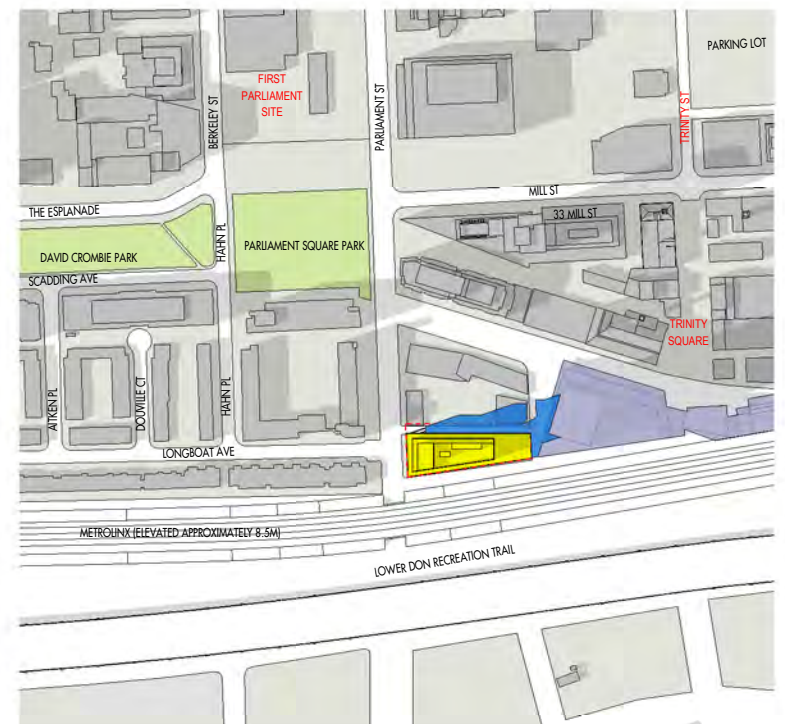 PARKING LOT
FIRST
PARLIAMENT
SITE
BERKELEY ST
PARLIAMENT ST
TRINITY ST
MILL ST
THE ESPLANADE
33 MILL ST
HAHN PL
PARLIAMENT SQUARE PARK
DAVID CROMBIE PARK
SCADDING AVE
TRINITY
SQUARE
AITKEN PL
DOUVILLE CT
HAHN PL
LONGBOAT AVE
METROLINX (ELEVATED APPROXIMATELY 8.5M)
LOWER DON RECREATION TRAIL